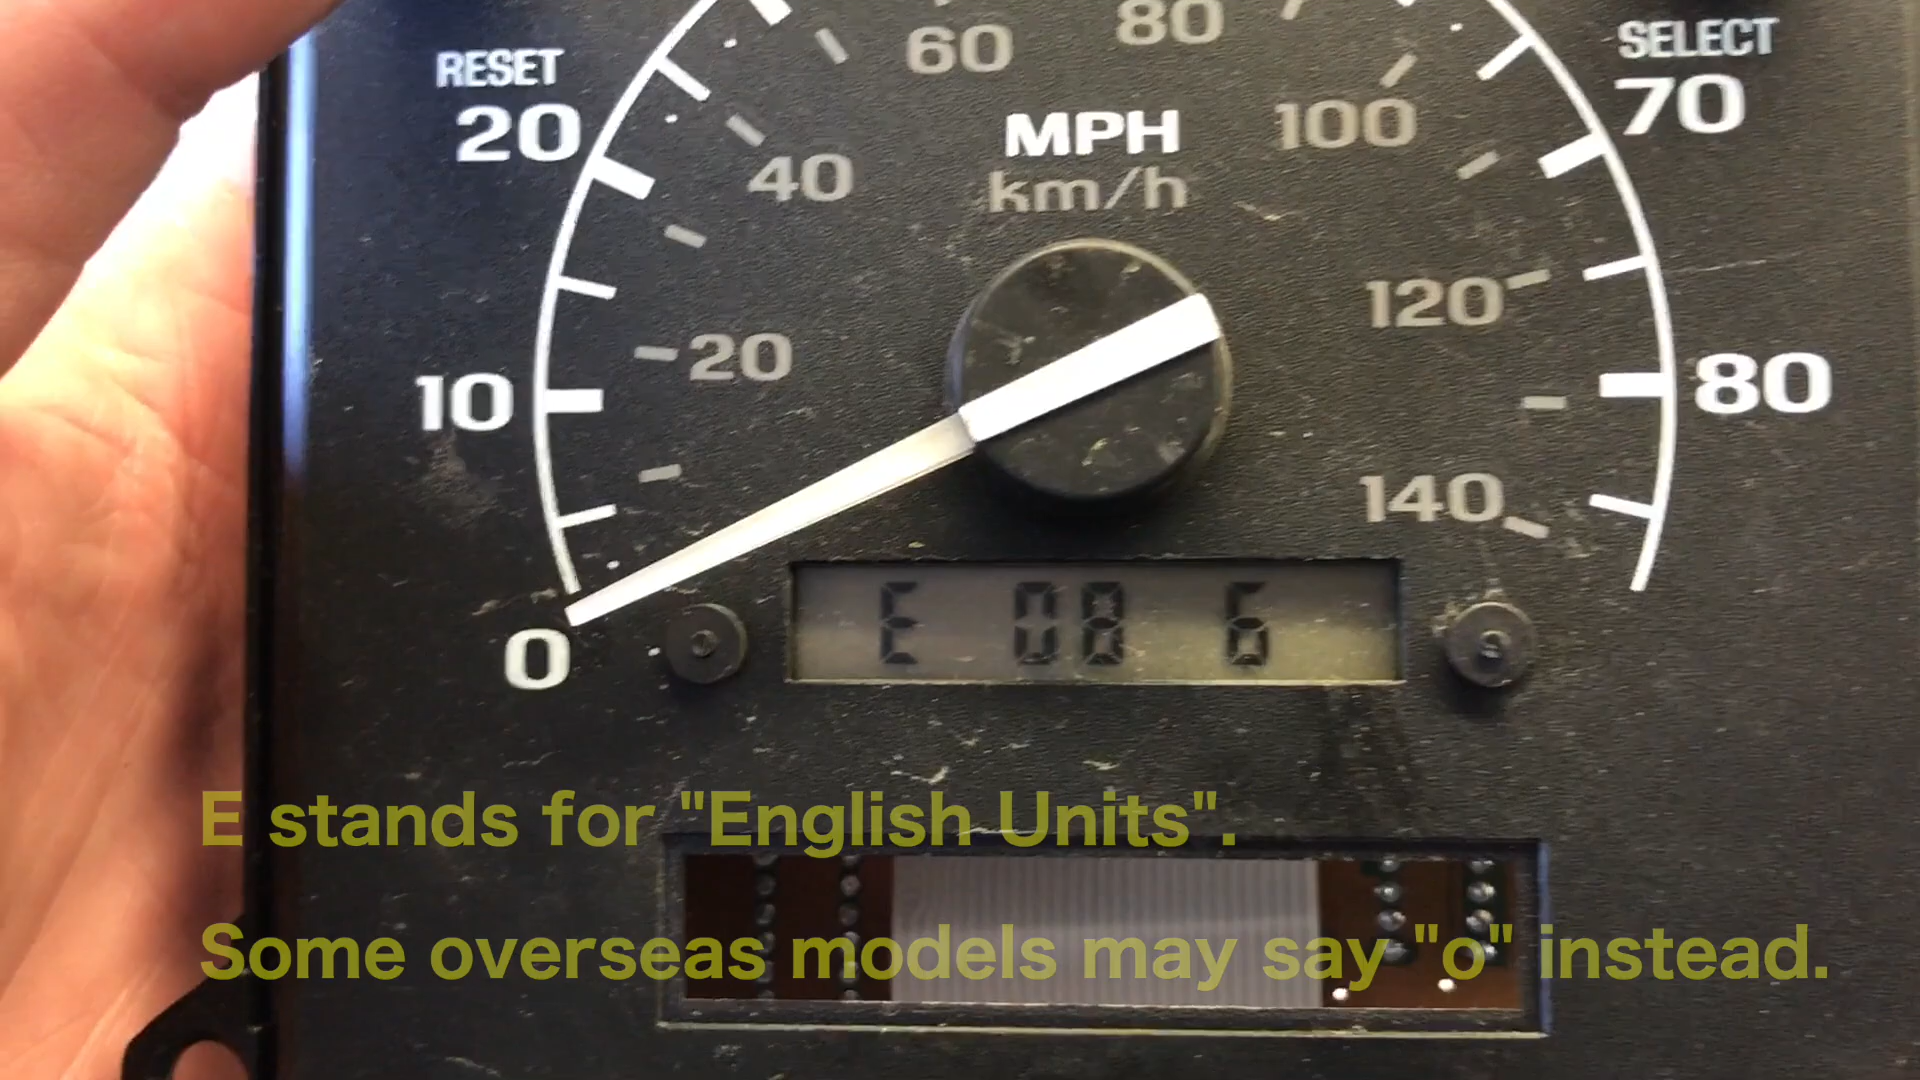 60 80
RESET SELECT
20 70
MPH 100
40 km/h
120
20
10 80
140
E 08 6
0
E stands for "English Units".
Some overseas models may say "o" instead.